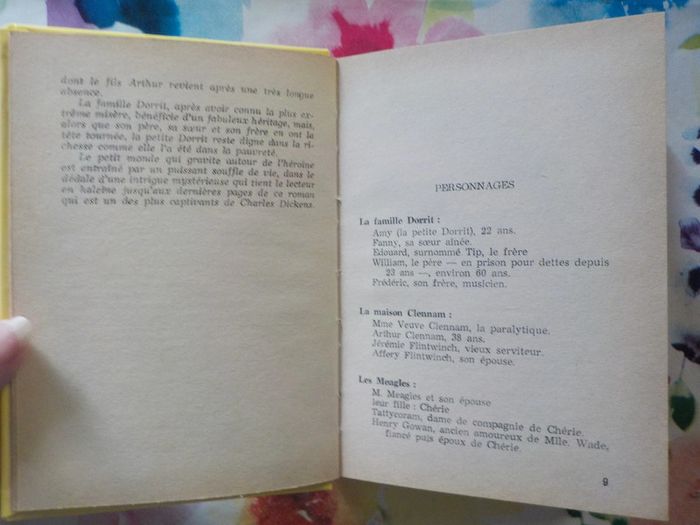 dont le fils Arthur revient après une très longue
absence.
La famille Dorrit, après avoir connu la plus ex-
trême misère, bénéficie d'un fabuleux héritage, mais,
alors que son père, sa sœur et son frère en ont la
tête tournée, la petite Dorrit reste digne dans la ri-
chesse comme elle l'a été dans la pauvreté.
Le petit monde qui gravite autour de l'héroïne
est entraîné par un puissant souffle de vie, dans le
dédale d'une intrigue mystérieuse qui tient le lecteur
en haleine jusqu'aux dernières pages de ce roman
qui est un des plus captivants de Charles Dickens.
PERSONNAGES
La famille Dorrit :
Amy (la petite Dorrit), 22 ans.
Fanny, sa sœur aînée.
Edouard, surnommé Tip, le frère
William, le père — en prison pour dettes depuis
23 ans —, environ 60 ans.
Frédéric, son frère, musicien.
La maison Clennam :
Mme Veuve Clennam, la paralytique.
Arthur Clennam, 38 ans.
Jérémie Flintwinch, vieux serviteur.
Affery Flintwinch, son épouse.
Les Meagles :
M. Meagles et son épouse
leur fille : Chérie
Tattycoram, dame de compagnie de Chérie.
Henry Gowan, ancien amoureux de Mlle. Wade,
fiancé puis époux de Chérie.
9